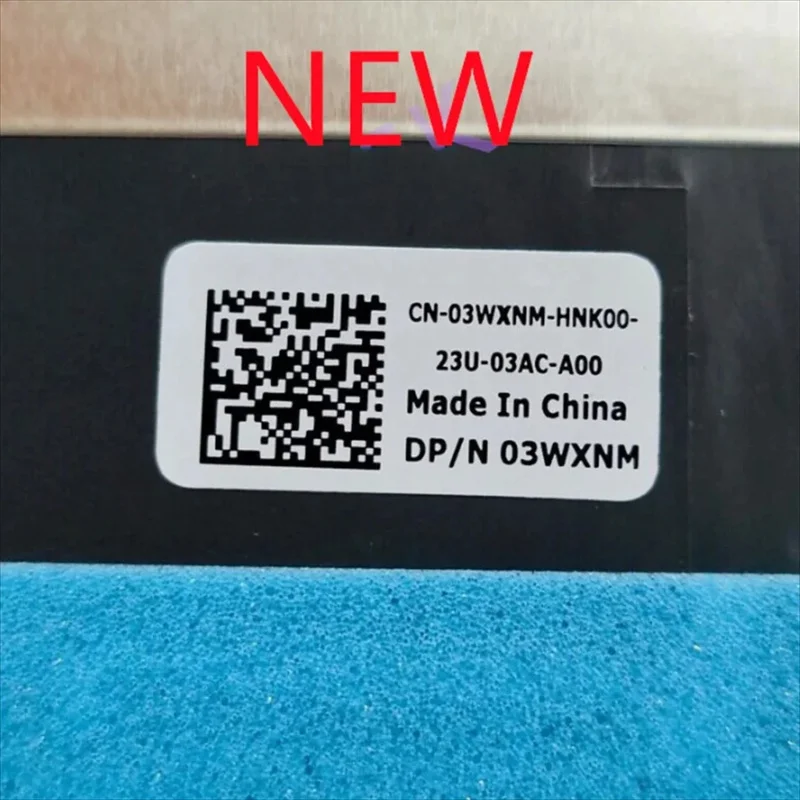 NEW
CN-03WXNM-HNK00-
23U-03AC-A00
Made In China
DP/N 03WXNM